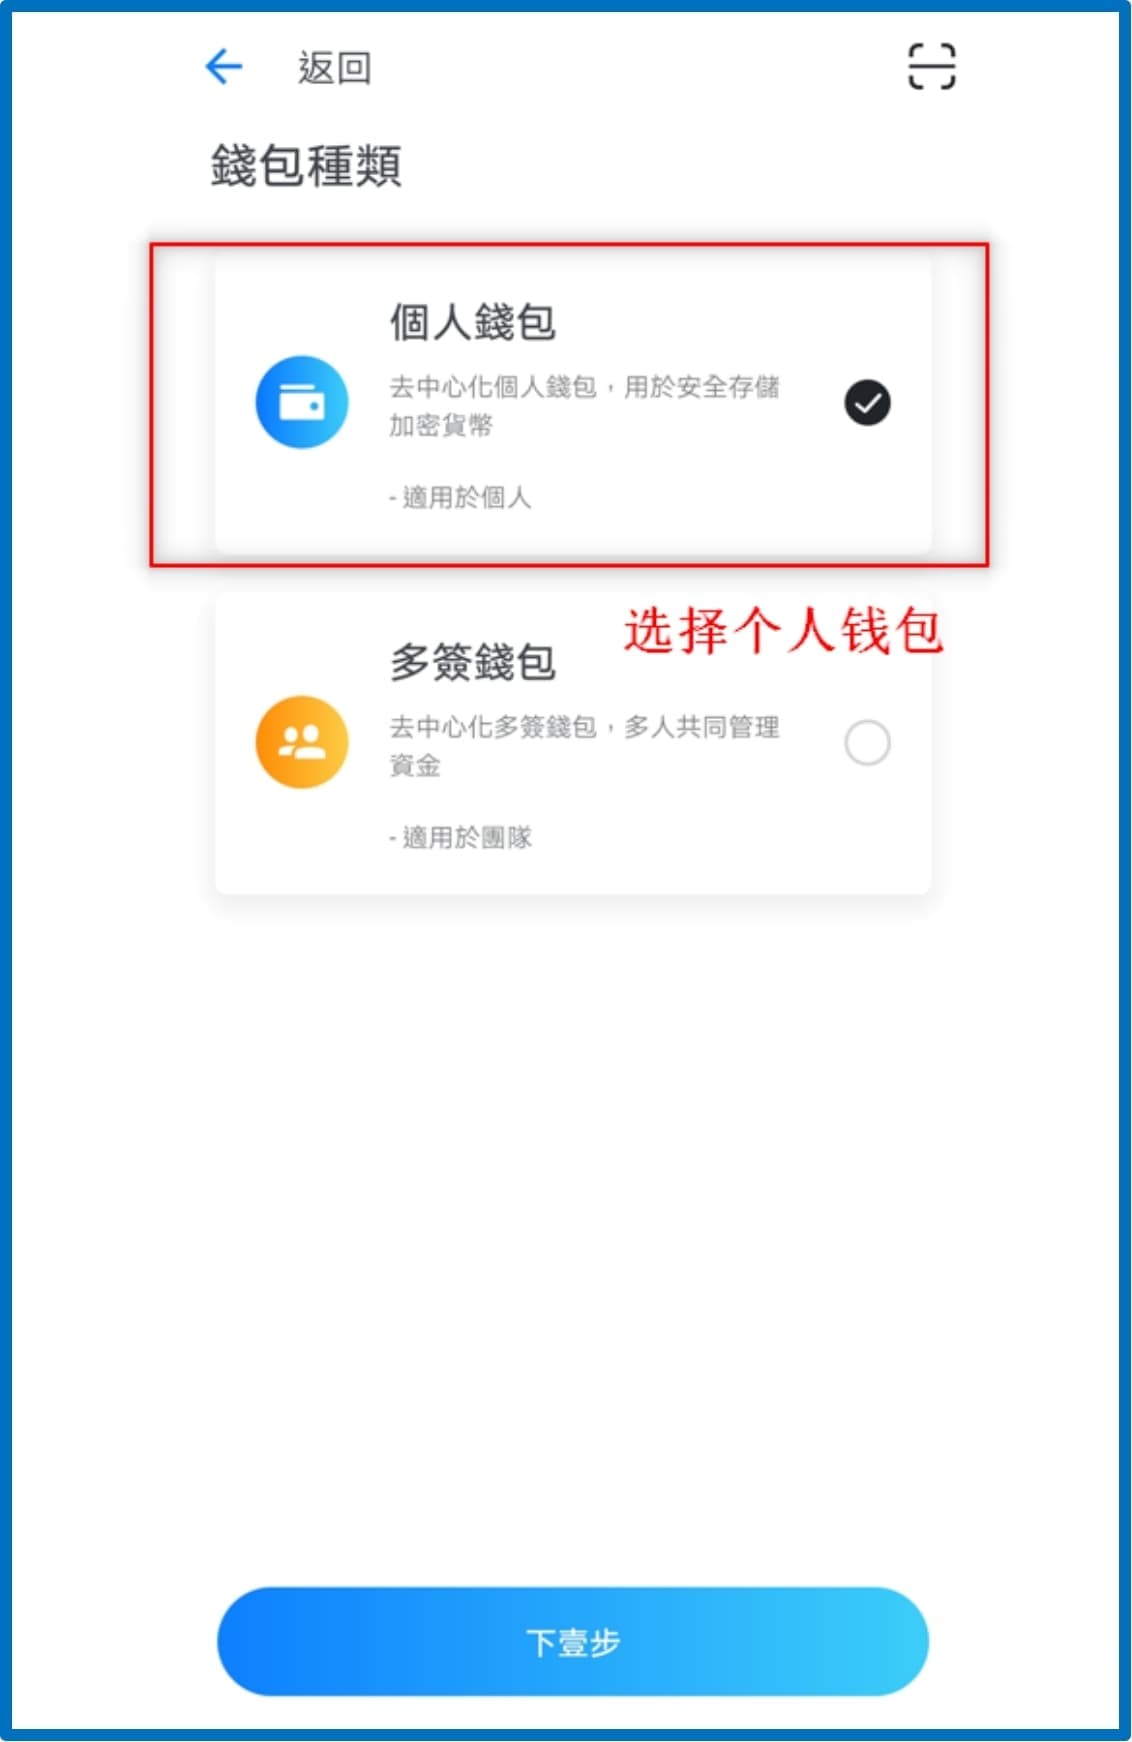 返回
錢包種類
個人錢包
去中心化個人錢包，用於安全存儲
加密貨幣
- 適用於個人
选择个人钱包
多簽錢包
去中心化多簽錢包，多人共同管理
資金
- 適用於團隊
下壹步